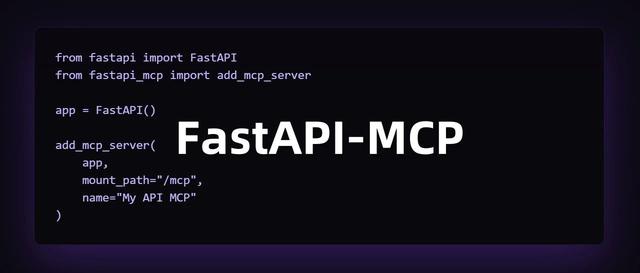 from fastapi import FastAPI
from fastapi_mcp import add_mcp_server
app = FastAPI()
FastAPI-MCP
add_mcp_server(
    app,
    mount_path="/mcp",
    name="My API MCP"
)